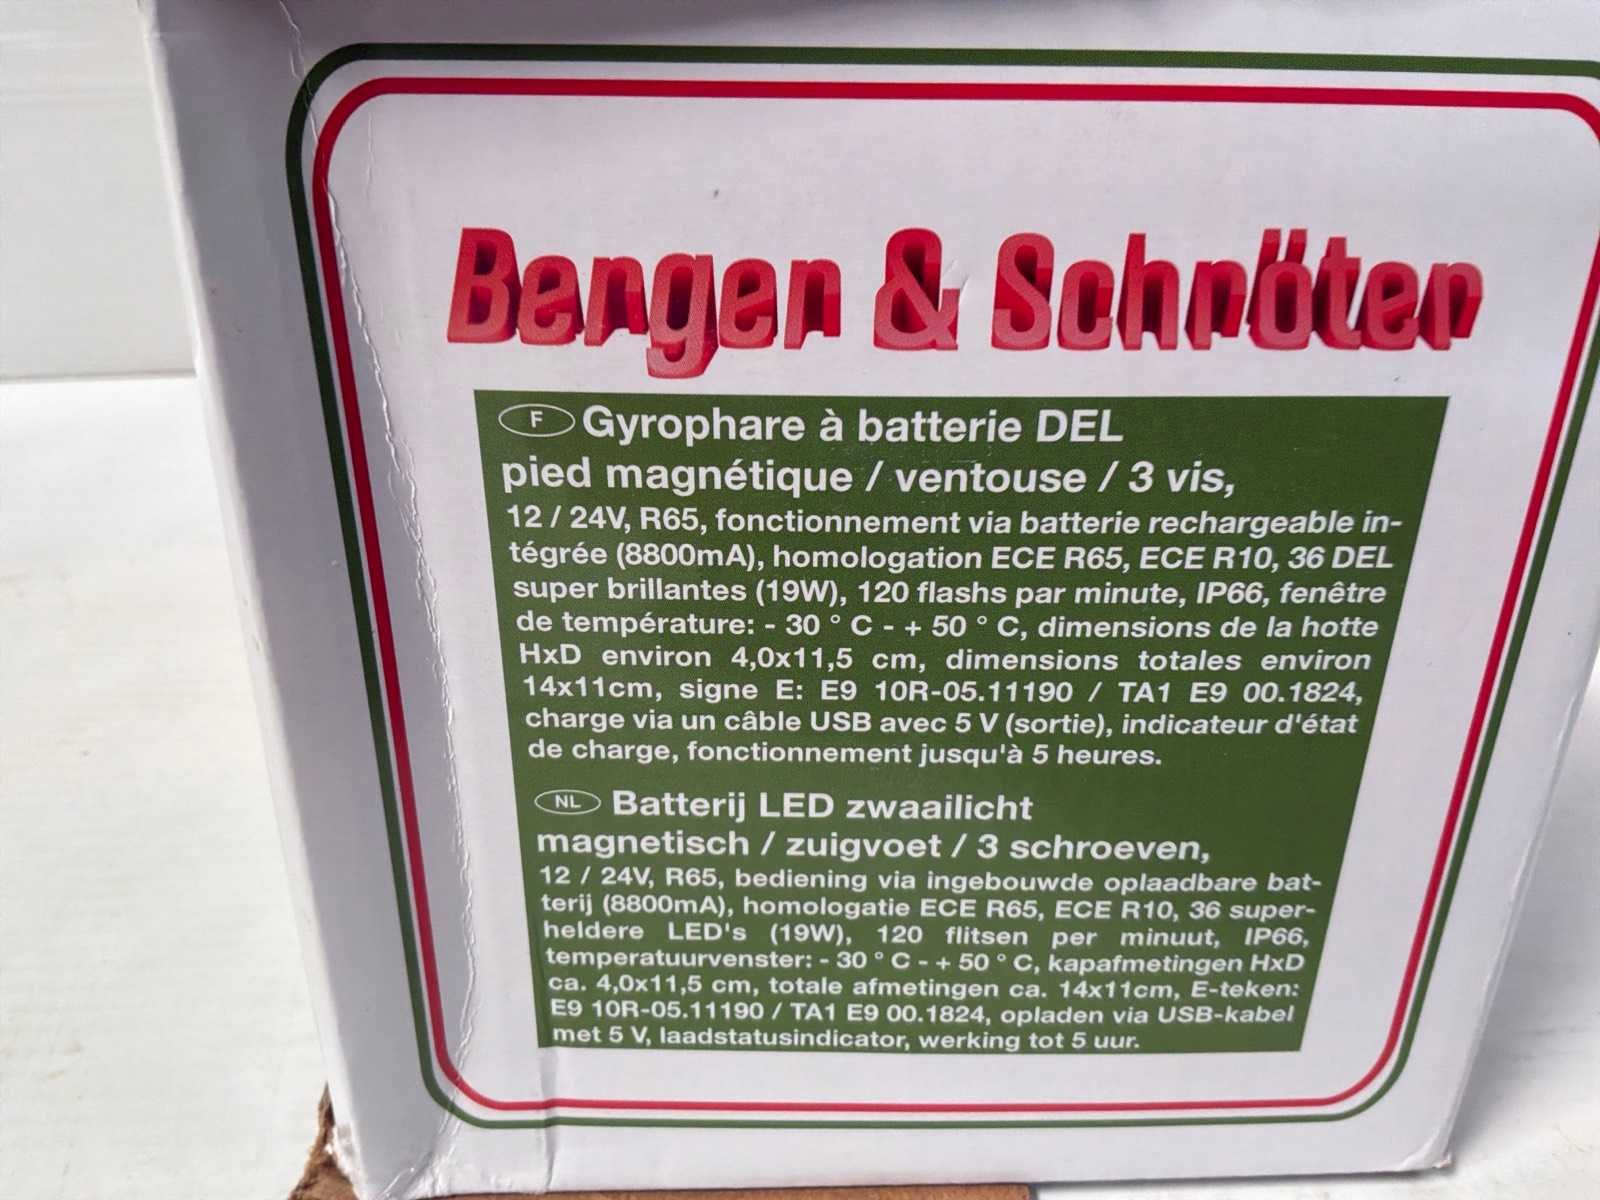 Berger & Schröter
F Gyrophare à batterie DEL
pied magnétique / ventouse / 3 vis,
12 / 24V, R65, fonctionnement via batterie rechargeable in-
tégrée (8800mA), homologation ECE R65, ECE R10, 36 DEL
super brillantes (19W), 120 flashs par minute, IP66, fenêtre
de température: - 30 ° C - + 50 ° C, dimensions de la hotte
HxD environ 4,0x11,5 cm, dimensions totales environ
14x11cm, signe E: E9 10R-05.11190 / TA1 E9 00.1824,
charge via un câble USB avec 5 V (sortie), indicateur d'état
de charge, fonctionnement jusqu'à 5 heures.
NL Batterij LED zwaailicht
magnetisch / zuigvoet / 3 schroeven,
12 / 24V, R65, bediening via ingebouwde oplaadbare bat-
terij (8800mA), homologatie ECE R65, ECE R10, 36 super-
heldere LED's (19W), 120 flitsen per minuut, IP66,
temperatuurvenster: - 30 ° C - + 50 ° C, kapafmetingen HxD
ca. 4,0x11,5 cm, totale afmetingen ca. 14x11cm, E-teken:
E9 10R-05.11190 / TA1 E9 00.1824, opladen via USB-kabel
met 5 V, laadstatusindicator, werking tot 5 uur.